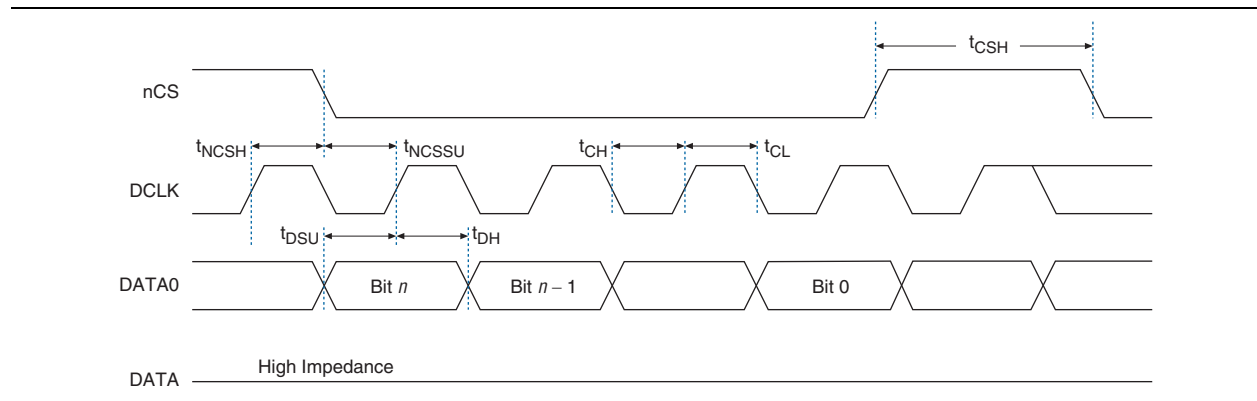 tCSH
nCS
tNCSH
tNCSSU
tCH
tCL
DCLK
tDSU
tDH
DATA0
Bit n
Bit n – 1
Bit 0
High Impedance
DATA